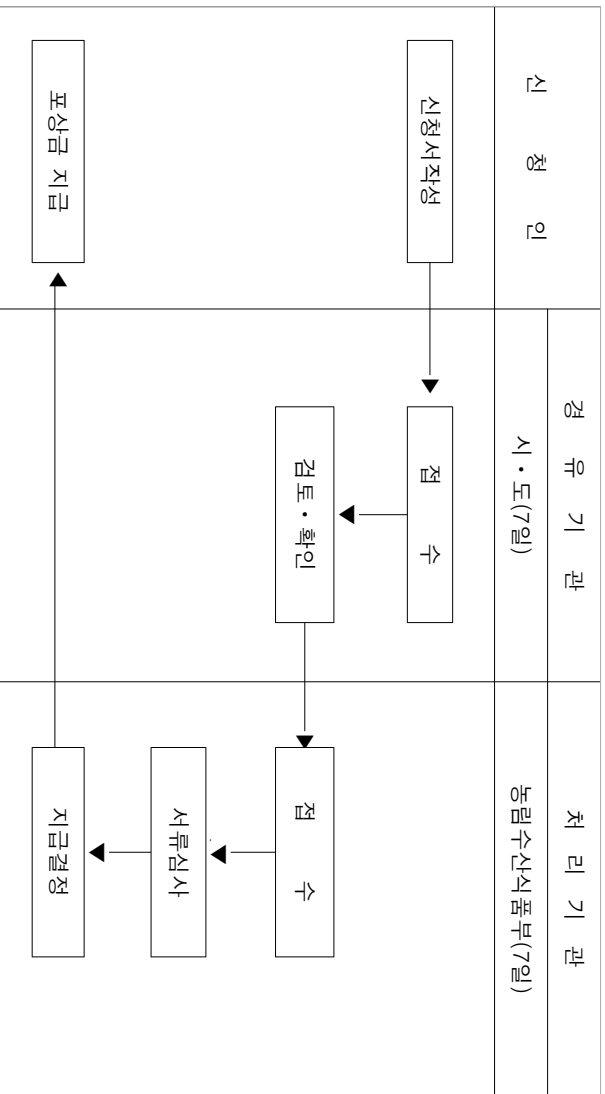 신 청 인
경 유 기 관
처 리 기 관
시・도(7일)
농림수산식품부(7일)
신청서작성
접 수
검토・확인
접 수
서류심사
포상금 지급
지급결정